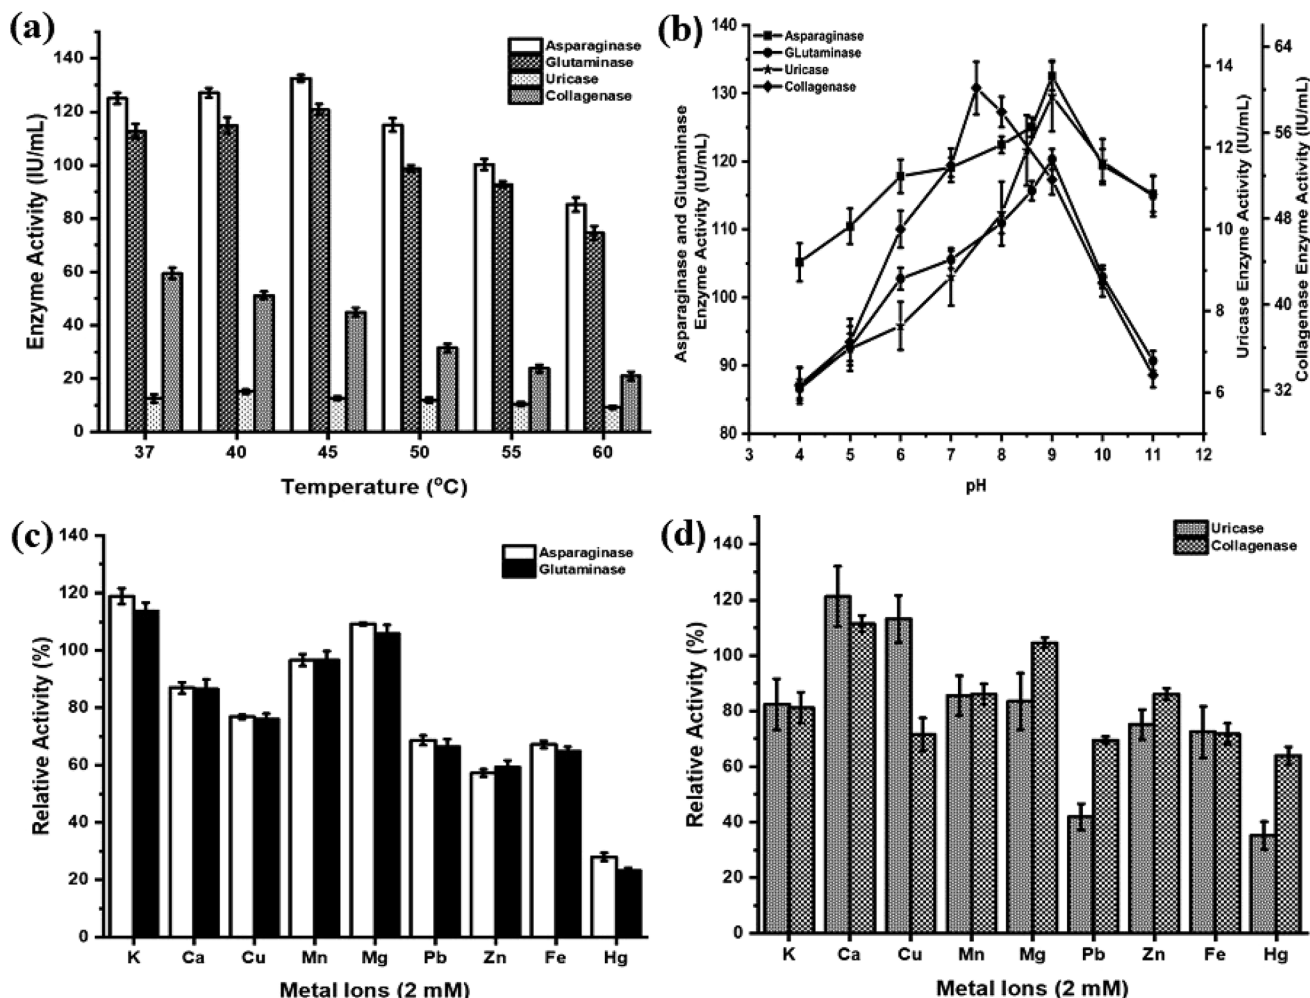 (a)
Asparaginase
Glutaminase
Uricase
Collagenase
Enzyme Activity (IU/mL)
140
120
100
80
60
40
20
0
37 40 45 50 55 60
Temperature (°C)
(b)
Asparaginase
GLutaminase
Uricase
Collagenase
Asparaginase and Glutaminase
Enzyme Activity (IU/mL)
140
130
120
110
100
90
80
3 4 5 6 7 8 9 10 11 12
pH
14
12
10
8
6
Uricase Enzyme Activity (IU/mL)
64
56
48
40
32
Collagenase Enzyme Activity (IU/mL)
(c)
Asparaginase
Glutaminase
Relative Activity (%)
140
120
100
80
60
40
20
0
K Ca Cu Mn Mg Pb Zn Fe Hg
Metal Ions (2 mM)
(d)
Uricase
Collagenase
Relative Activity (%)
140
120
100
80
60
40
20
0
K Ca Cu Mn Mg Pb Zn Fe Hg
Metal Ions (2 mM)